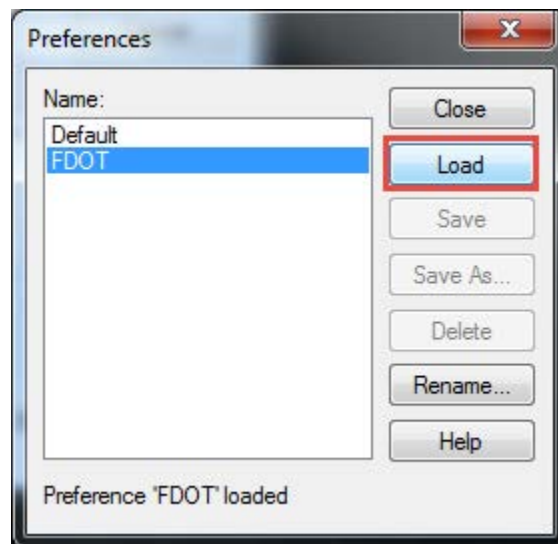 Preferences
Name:
Default
FDOT
Close
Load
Save
Save As...
Delete
Rename...
Help
Preference "FDOT" loaded